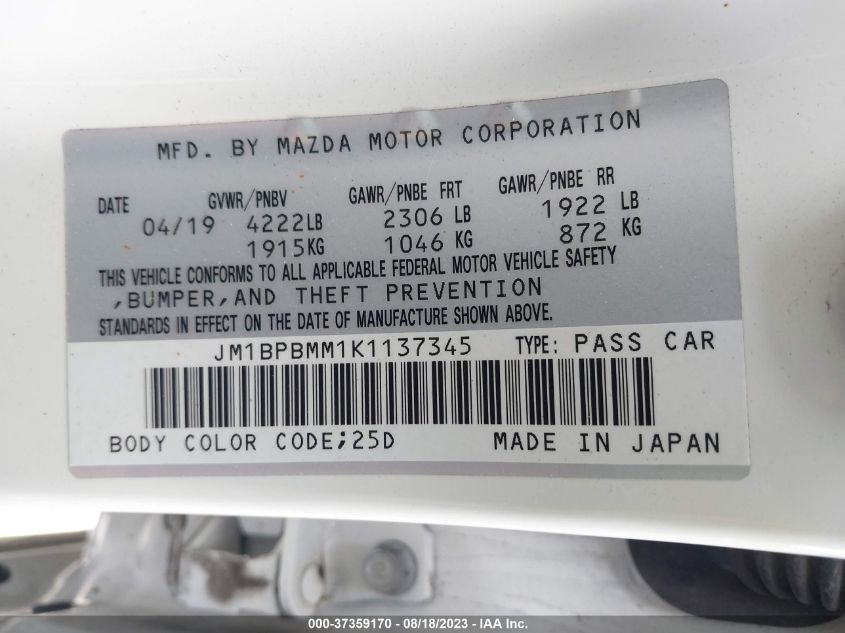 MFD. BY MAZDA MOTOR CORPORATION
DATE GVWR/PNBV GAWR/PNBE FRT GAWR/PNBE RR
04/19 4222LB 2306 LB 1922 LB
1915KG 1046 KG 872 KG
THIS VEHICLE CONFORMS TO ALL APPLICABLE FEDERAL MOTOR VEHICLE SAFETY
,BUMPER,AND THEFT PREVENTION
STANDARDS IN EFFECT ON THE DATE OF MANUFACTURE SHOWN ABOVE.
JM1BPBMM1K1137345 TYPE: PASS CAR
BODY COLOR CODE;25D MADE IN JAPAN
000-37359170 - 08/18/2023 - IAA Inc.